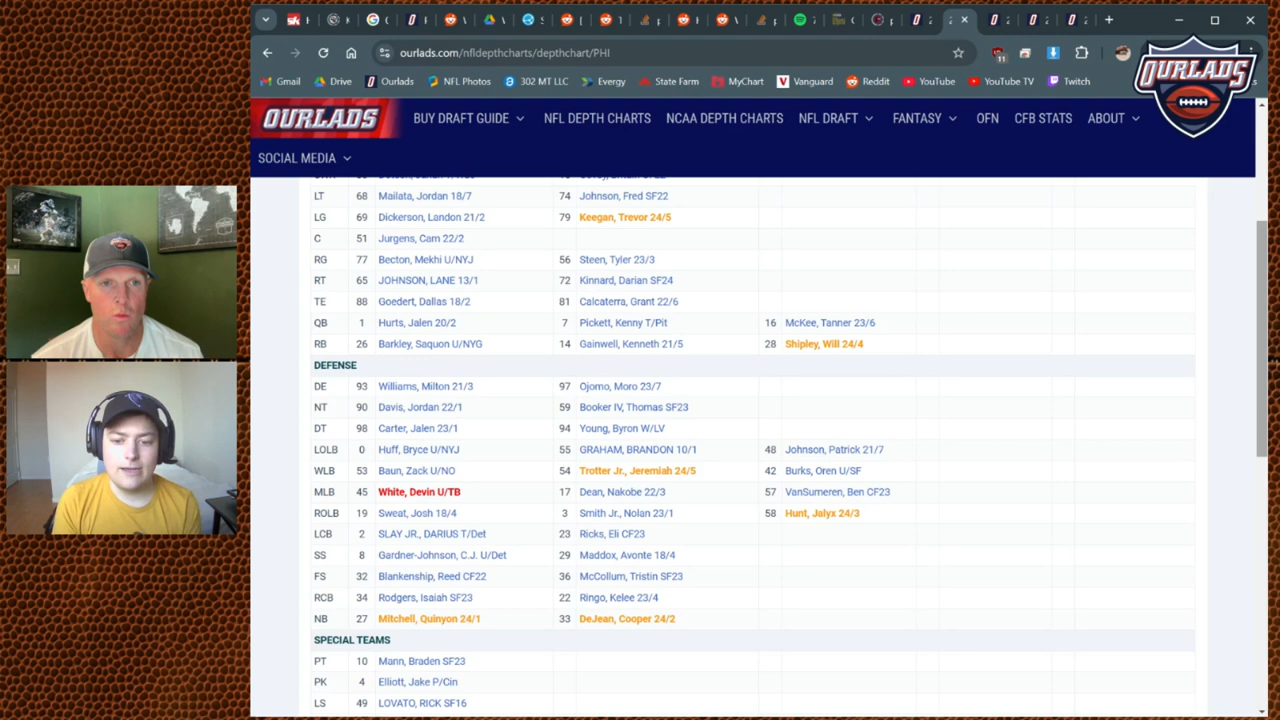 ourlads.com/nfldepthcharts/depthchart/PHI
11
Gmail Drive Ourlads NFL Photos 302 MT LLC Evergy State Farm MyChart Vanguard Reddit YouTube YouTube TV Twitch
OURLADS
OURLADS BUY DRAFT GUIDE NFL DEPTH CHARTS NCAA DEPTH CHARTS NFL DRAFT FANTASY OFN CFB STATS ABOUT
SOCIAL MEDIA
LT 68 Mailata, Jordan 18/7 74 Johnson, Fred SF22
LG 69 Dickerson, Landon 21/2 79 Keegan, Trevor 24/5
C 51 Jurgens, Cam 22/2
RG 77 Becton, Mekhi U/NYJ 56 Steen, Tyler 23/3
RT 65 JOHNSON, LANE 13/1 72 Kinnard, Darian SF24
TE 88 Goedert, Dallas 18/2 81 Calcaterra, Grant 22/6
QB 1 Hurts, Jalen 20/2 7 Pickett, Kenny T/Pit 16 McKee, Tanner 23/6
RB 26 Barkley, Saquon U/NYG 14 Gainwell, Kenneth 21/5 28 Shipley, Will 24/4
DEFENSE
DE 93 Williams, Milton 21/3 97 Ojomo, Moro 23/7
NT 90 Davis, Jordan 22/1 59 Booker IV, Thomas SF23
DT 98 Carter, Jalen 23/1 94 Young, Byron W/LV
LOLB 0 Huff, Bryce U/NYJ 55 GRAHAM, BRANDON 10/1 48 Johnson, Patrick 21/7
WLB 53 Baun, Zack U/NO 54 Trotter Jr., Jeremiah 24/5 42 Burks, Oren U/SF
MLB 45 White, Devin U/TB 17 Dean, Nakobe 22/3 57 VanSumeren, Ben CF23
ROLB 19 Sweat, Josh 18/4 3 Smith Jr., Nolan 23/1 58 Hunt, Jalyx 24/3
LCB 2 SLAY JR., DARIUS T/Det 23 Ricks, Eli CF23
SS 8 Gardner-Johnson, C.J. U/Det 29 Maddox, Avonte 18/4
FS 32 Blankenship, Reed CF22 36 McCollum, Tristin SF23
RCB 34 Rodgers, Isaiah SF23 22 Ringo, Kelee 23/4
NB 27 Mitchell, Quinyon 24/1 33 DeJean, Cooper 24/2
SPECIAL TEAMS
PT 10 Mann, Braden SF23
PK 4 Elliott, Jake P/Cin
LS 49 LOVATO, RICK SF16